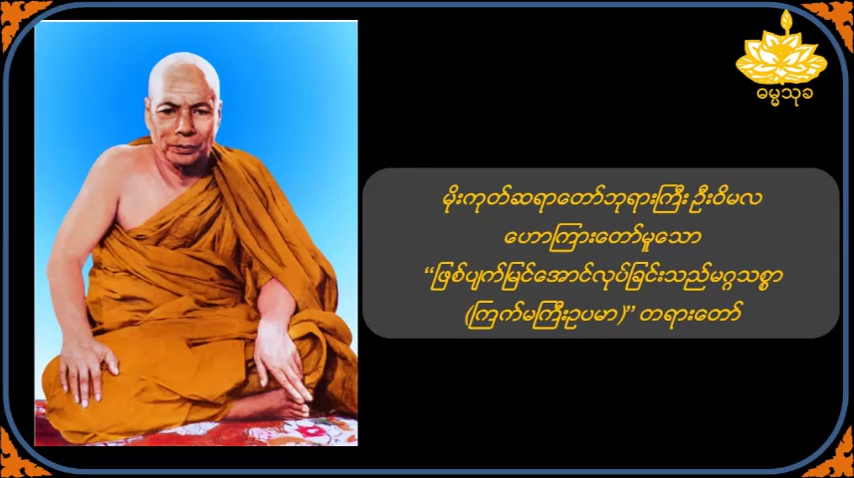 ဓမ္မသုခ
မိုးကုတ်ဆရာတော်ဘုရားကြီး ဦးဝိမလ
ဟောကြားတော်မူသော
“ဖြစ်ပျက်မြင်အောင်လုပ်ခြင်းသည်မဂ္ဂသစ္စာ
(ကြက်မကြီးဥပမာ)” တရားတော်